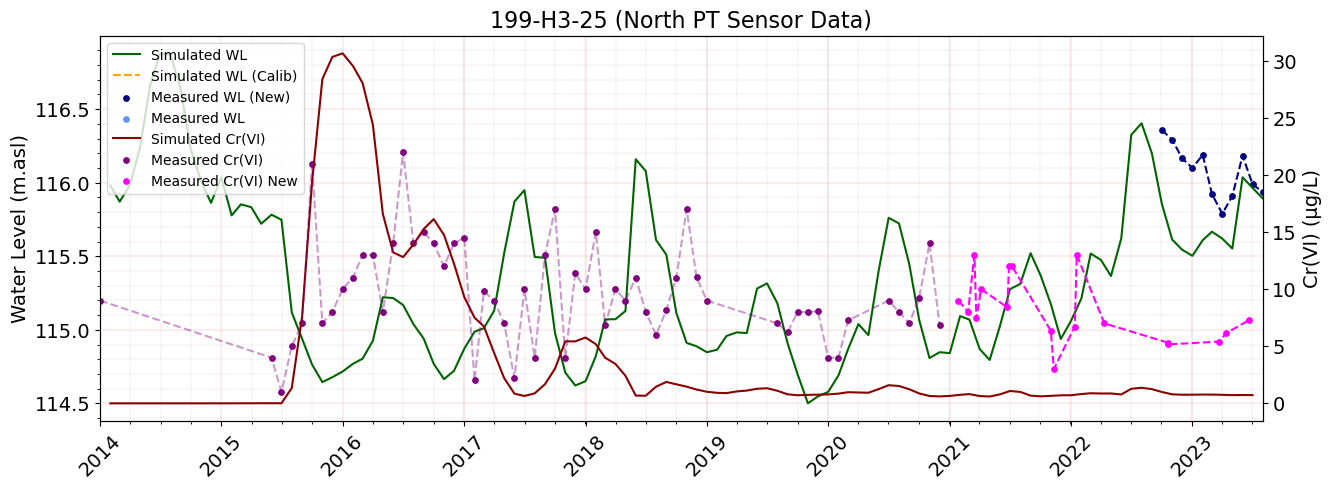 199-H3-25 (North PT Sensor Data)
Simulated WL
Simulated WL (Calib)
Measured WL (New)
Measured WL
Simulated Cr(VI)
Measured Cr(VI)
Measured Cr(VI) New
Water Level (m.asl)
116.5
116.0
115.5
115.0
114.5
30
25
20
15
10
5
0
Cr(VI) (μg/L)
2014 2015 2016 2017 2018 2019 2020 2021 2022 2023